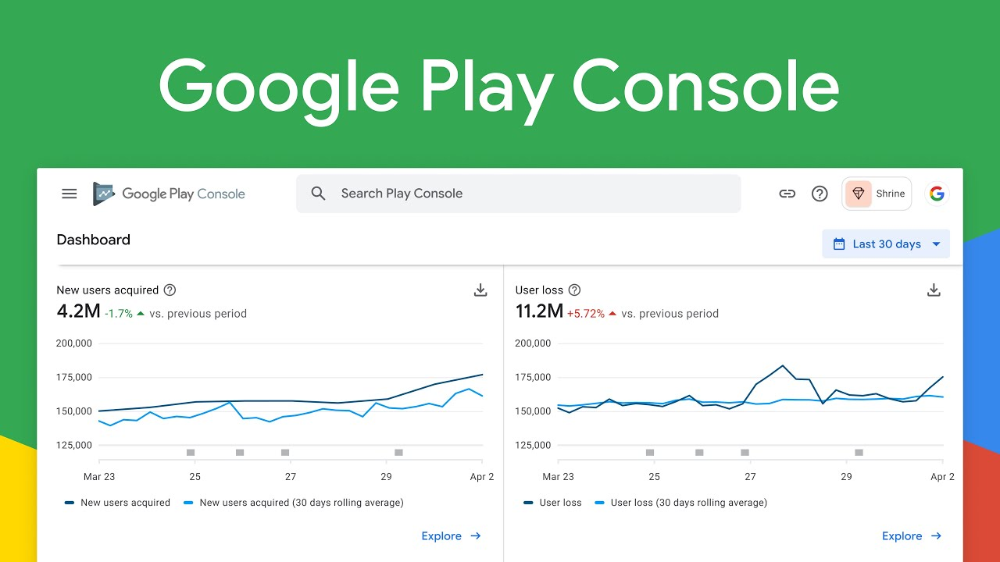 Google Play Console
Google Play Console
Search Play Console
Shrine
Dashboard
Last 30 days
New users acquired
4.2M -1.7% vs. previous period
200,000
175,000
150,000
125,000
Mar 23 25 27 29 Apr 2
New users acquired New users acquired (30 days rolling average)
Explore
User loss
11.2M +5.72% vs. previous period
200,000
175,000
150,000
125,000
Mar 23 25 27 29 Apr 2
User loss User loss (30 days rolling average)
Explore